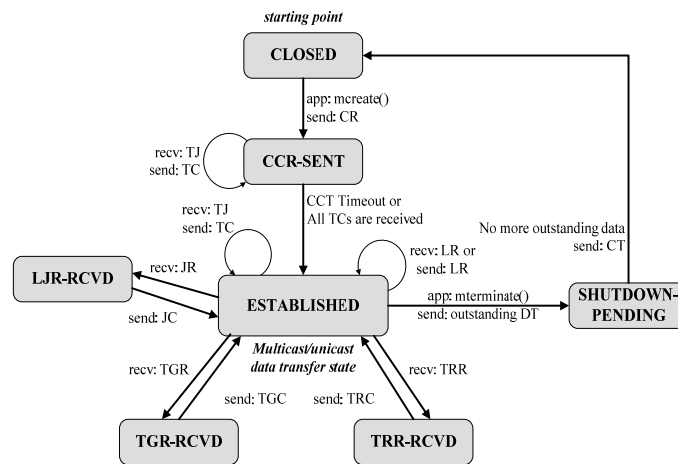 starting point
CLOSED
app: mcreate()
send: CR
recv: TJ
send: TC
CCR-SENT
CCT Timeout or
All TCs are received
recv: TJ
send: TC
No more outstanding data
send: CT
recv: LR or
send: LR
LJR-RCVD
recv: JR
send: JC
ESTABLISHED
app: mterminate()
send: outstanding DT
SHUTDOWN-
PENDING
Multicast/unicast
data transfer state
recv: TGR
recv: TRR
send: TGC
send: TRC
TGR-RCVD
TRR-RCVD